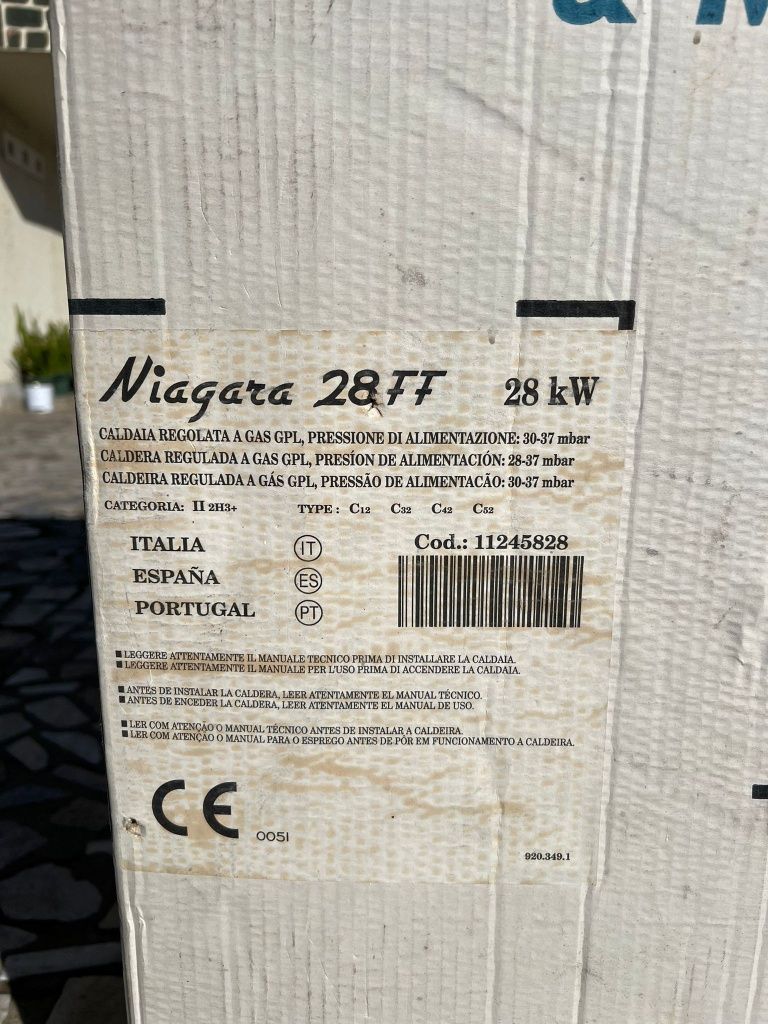 & M
Niagara 28FF 28 kW
CALDAIA REGOLATA A GAS GPL, PRESSIONE DI ALIMENTAZIONE: 30-37 mbar
CALDERA REGULADA A GAS GPL, PRESÍON DE ALIMENTACIÓN: 28-37 mbar
CALDEIRA REGULADA A GÁS GPL, PRESSÃO DE ALIMENTACÃO: 30-37 mbar
CATEGORIA: II 2H3+ TYPE : C12 C32 C42 C52
ITALIA IT Cod.: 11245828
ESPAÑA ES
PORTUGAL PT
■ LEGGERE ATTENTAMENTE IL MANUALE TECNICO PRIMA DI INSTALLARE LA CALDAIA.
■ LEGGERE ATTENTAMENTE IL MANUALE PER L'USO PRIMA DI ACCENDERE LA CALDAIA.
■ ANTES DE INSTALAR LA CALDERA, LEER ATENTAMENTE EL MANUAL TÉCNICO.
■ ANTES DE ENCEDER LA CALDERA, LEER ATENTAMENTE EL MANUAL DE USO.
■ LER COM ATENÇÃO O MANUAL TÉCNICO ANTES DE INSTALAR A CALDEIRA.
■ LER COM ATENÇÃO O MANUAL PARA O ESPREGO ANTES DE PÓR EM FUNCIONAMENTO A CALDEIRA.
CE 0051
920.349.1